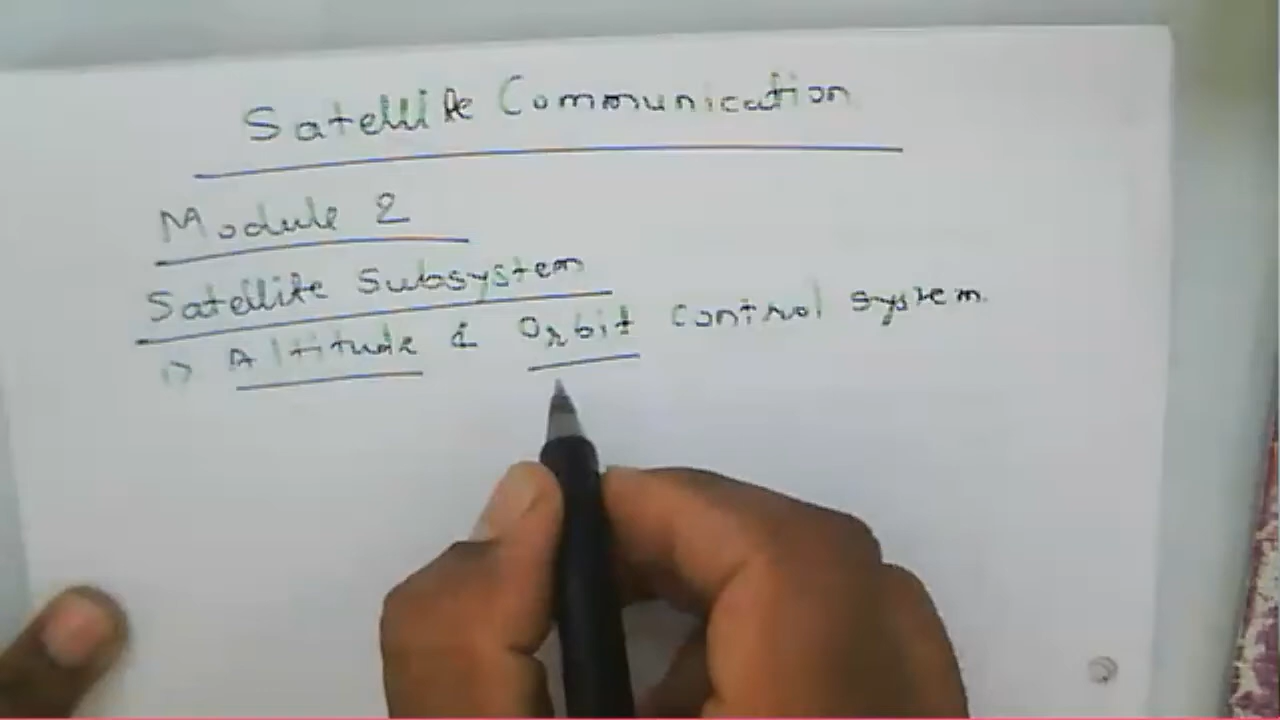 Satellite Communication
Module 2
Satellite Subsystem
1) Altitude & Orbit control system.